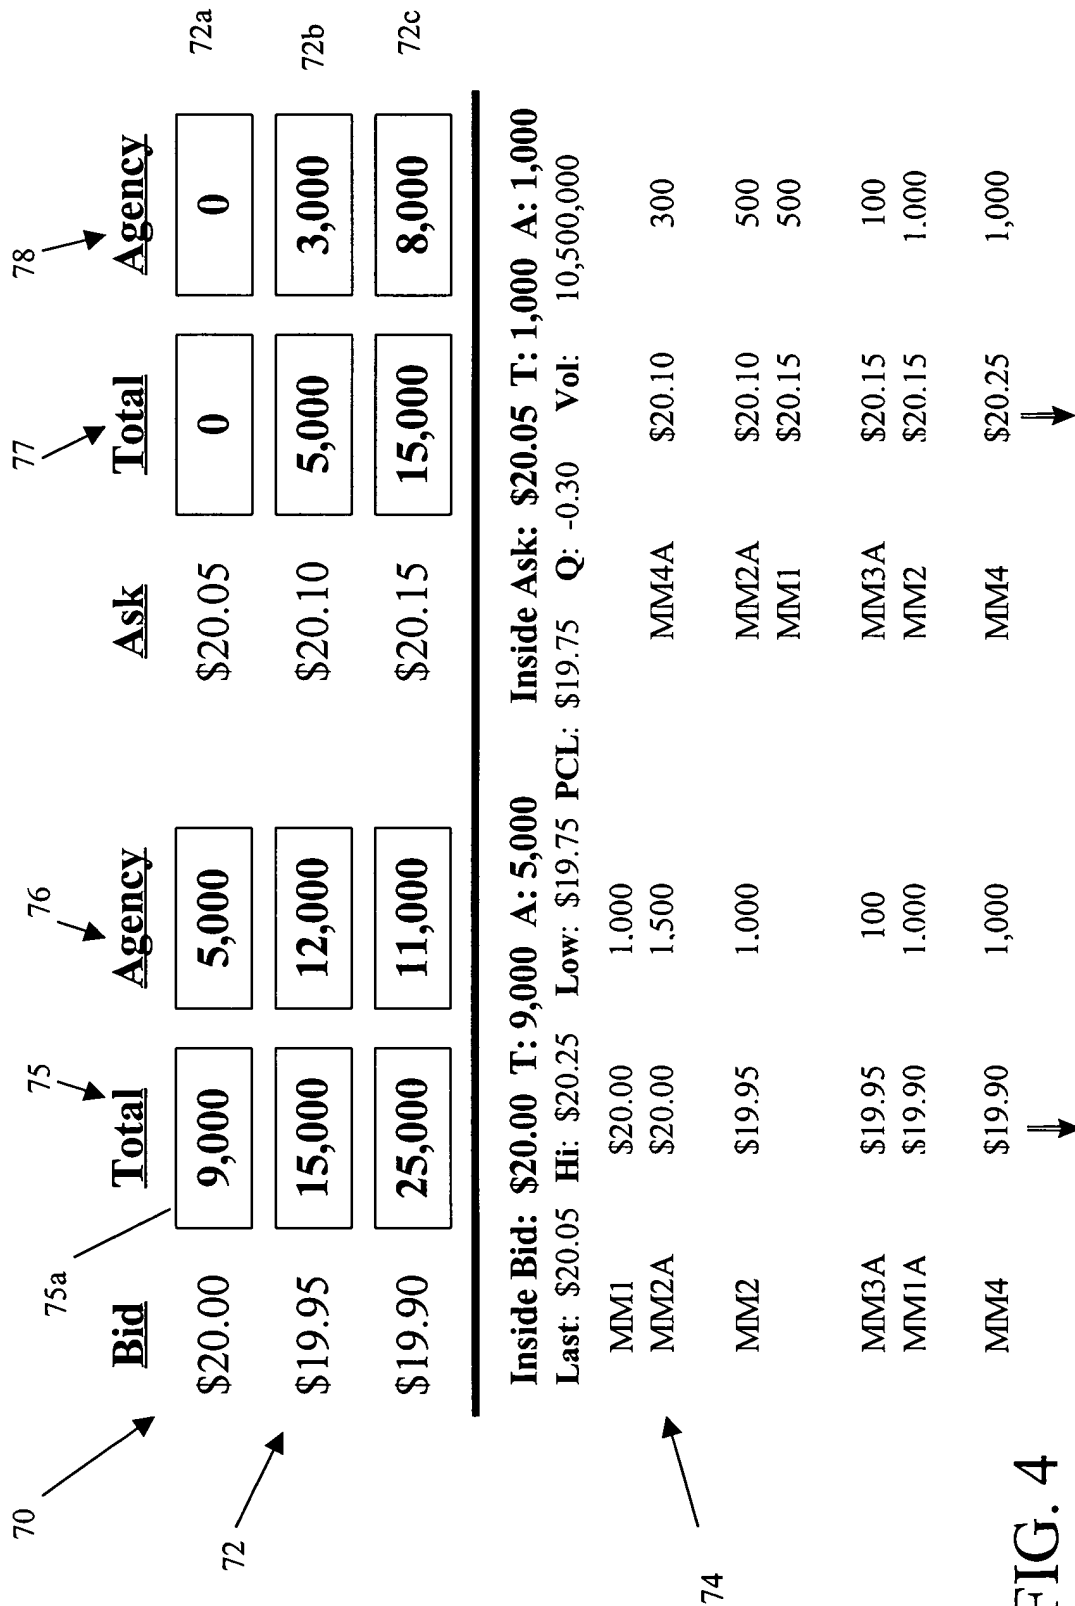 70 75 76 77 78
Bid Total Agency Ask Total Agency
75a
$20.00 9,000 5,000 $20.05 0 0 72a
72
$19.95 15,000 12,000 $20.10 5,000 3,000 72b
$19.90 25,000 11,000 $20.15 15,000 8,000 72c
Inside Bid: $20.00 T: 9,000 A: 5,000 Inside Ask: $20.05 T: 1,000 A: 1,000
Last: $20.05 Hi: $20.25 Low: $19.75 PCL: $19.75 Q: -0.30 Vol: 10,500,000
MM1 $20.00 1.000
MM2A $20.00 1.500 MM4A $20.10 300
74
MM2 $19.95 1.000 MM2A $20.10 500
MM1 $20.15 500
MM3A $19.95 100 MM3A $20.15 100
MM1A $19.90 1.000 MM2 $20.15 1.000
MM4 $19.90 1,000 MM4 $20.25 1,000
FIG. 4